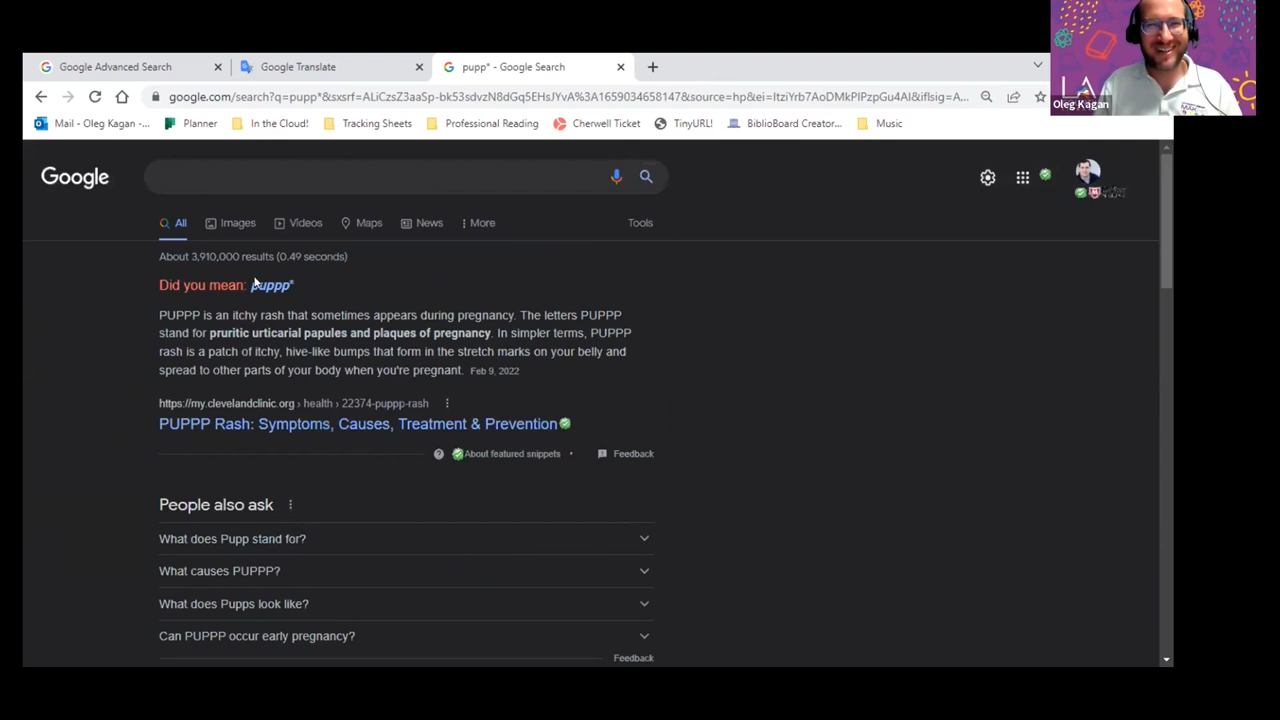 Google Advanced Search
Google Translate
pupp* - Google Search
google.com/search?q=pupp*&sxsrf=ALiCzsZ3aaSp-bk53sdvzN8dGq5EHsIYvA%3A1659034658147&source=hp&ei=ItziYrb7AoDMkPIPzpGu4AI&iflsig=A...
Mail - Oleg Kagan -...
Planner
In the Cloud!
Tracking Sheets
Professional Reading
Cherwell Ticket
TinyURL!
BiblioBoard Creator...
Music
LA
Oleg Kagan
Google
All
Images
Videos
Maps
News
More
Tools
About 3,910,000 results (0.49 seconds)
Did you mean: puppp*
PUPPP is an itchy rash that sometimes appears during pregnancy. The letters PUPPP
stand for pruritic urticarial papules and plaques of pregnancy. In simpler terms, PUPPP
rash is a patch of itchy, hive-like bumps that form in the stretch marks on your belly and
spread to other parts of your body when you're pregnant. Feb 9, 2022
https://my.clevelandclinic.org › health › 22374-puppp-rash
PUPPP Rash: Symptoms, Causes, Treatment & Prevention
About featured snippets
Feedback
People also ask
What does Pupp stand for?
What causes PUPPP?
What does Pupps look like?
Can PUPPP occur early pregnancy?
Feedback